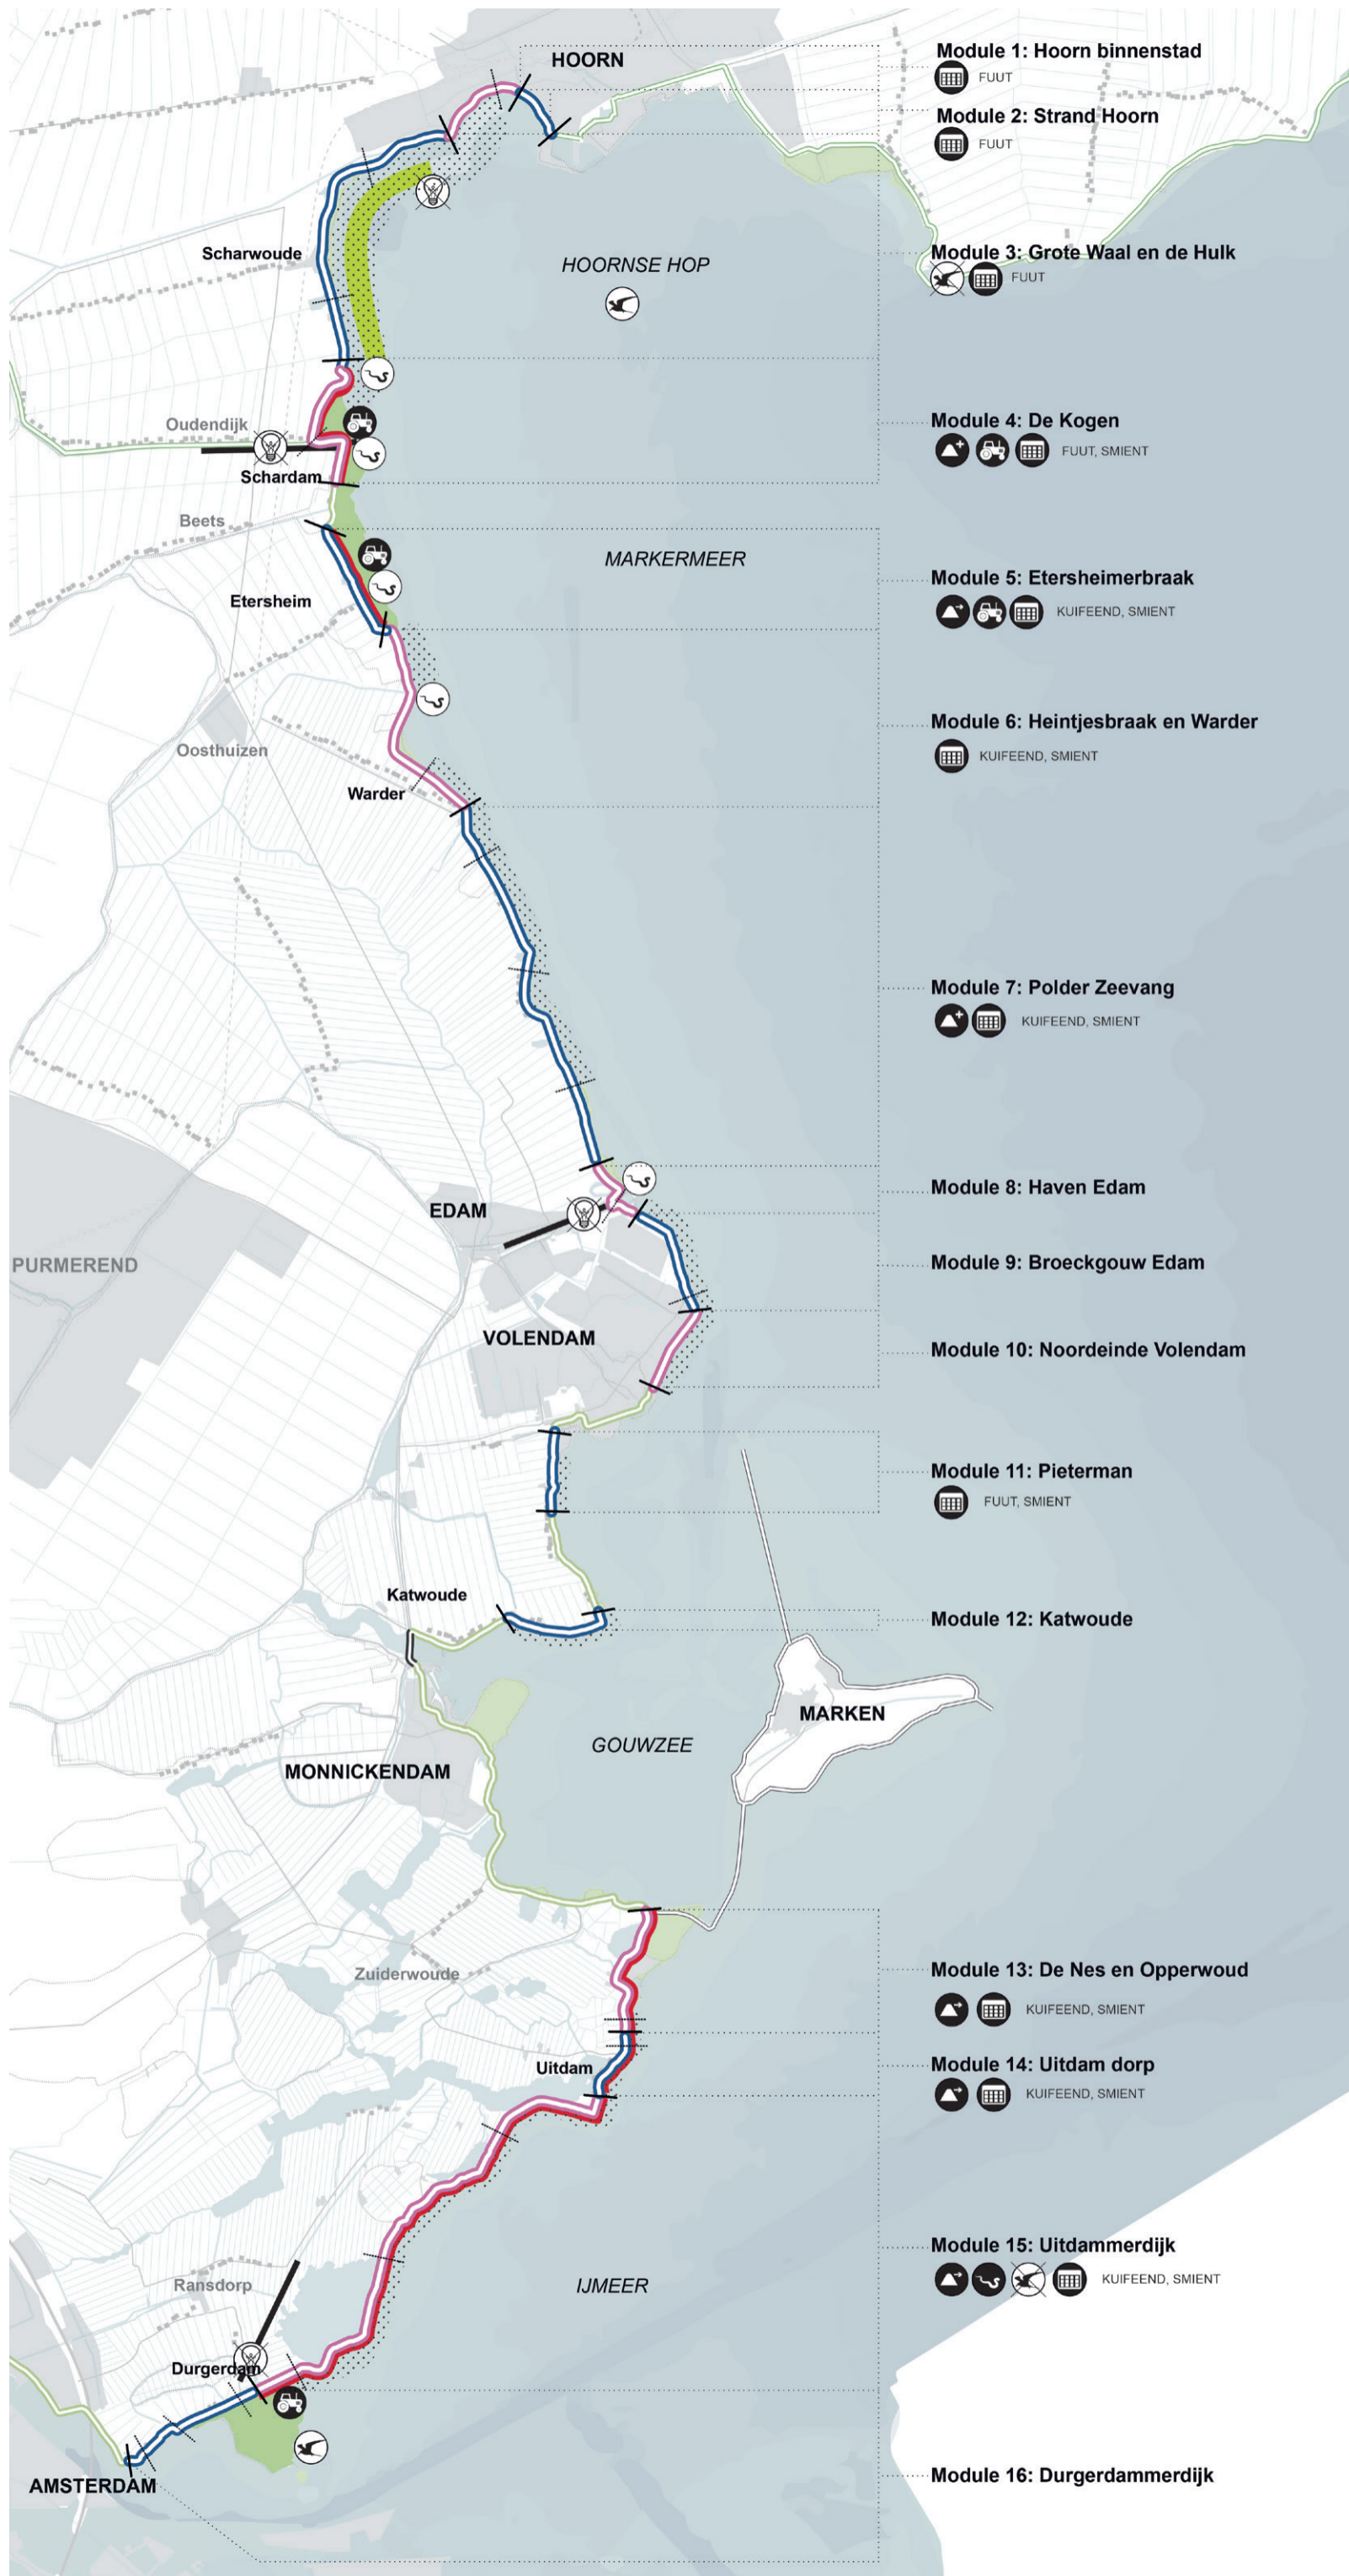 HOORN
Module 1: Hoorn binnenstad
FUUT
Module 2: Strand Hoorn
FUUT
Scharwoude
HOORNSE HOP
Module 3: Grote Waal en de Hulk
FUUT
Oudendijk
Schardam
Module 4: De Kogen
FUUT, SMIENT
Beets
MARKERMEER
Etersheim
Module 5: Etersheimerbraak
KUIFEEND, SMIENT
Oosthuizen
Warder
Module 6: Heintjesbraak en Warder
KUIFEEND, SMIENT
Module 7: Polder Zeevang
KUIFEEND, SMIENT
EDAM
Module 8: Haven Edam
PURMEREND
Module 9: Broeckgouw Edam
VOLENDAM
Module 10: Noordeinde Volendam
Module 11: Pieterman
FUUT, SMIENT
Katwoude
Module 12: Katwoude
MARKEN
GOUWZEE
MONNICKENDAM
Zuiderwoude
Module 13: De Nes en Opperwoud
KUIFEEND, SMIENT
Uitdam
Module 14: Uitdam dorp
KUIFEEND, SMIENT
Module 15: Uitdammerdijk
KUIFEEND, SMIENT
Ransdorp
IJMEER
Durgerdam
AMSTERDAM
Module 16: Durgerdammerdijk